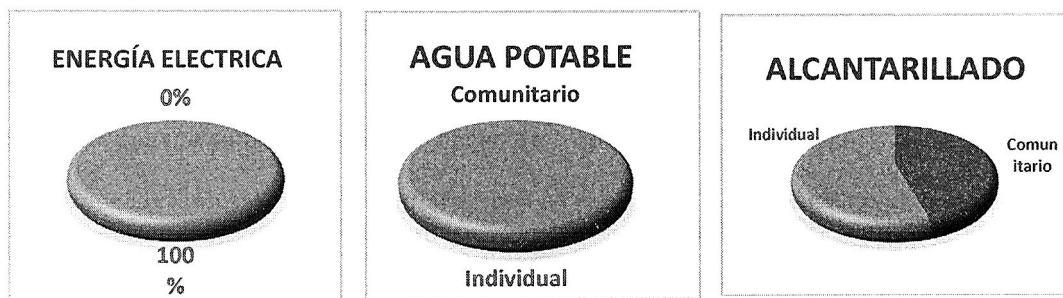 ENERGÍA ELECTRICA
0%
100
%
AGUA POTABLE
Comunitario
Individual
ALCANTARILLADO
Individual
Comun
itario